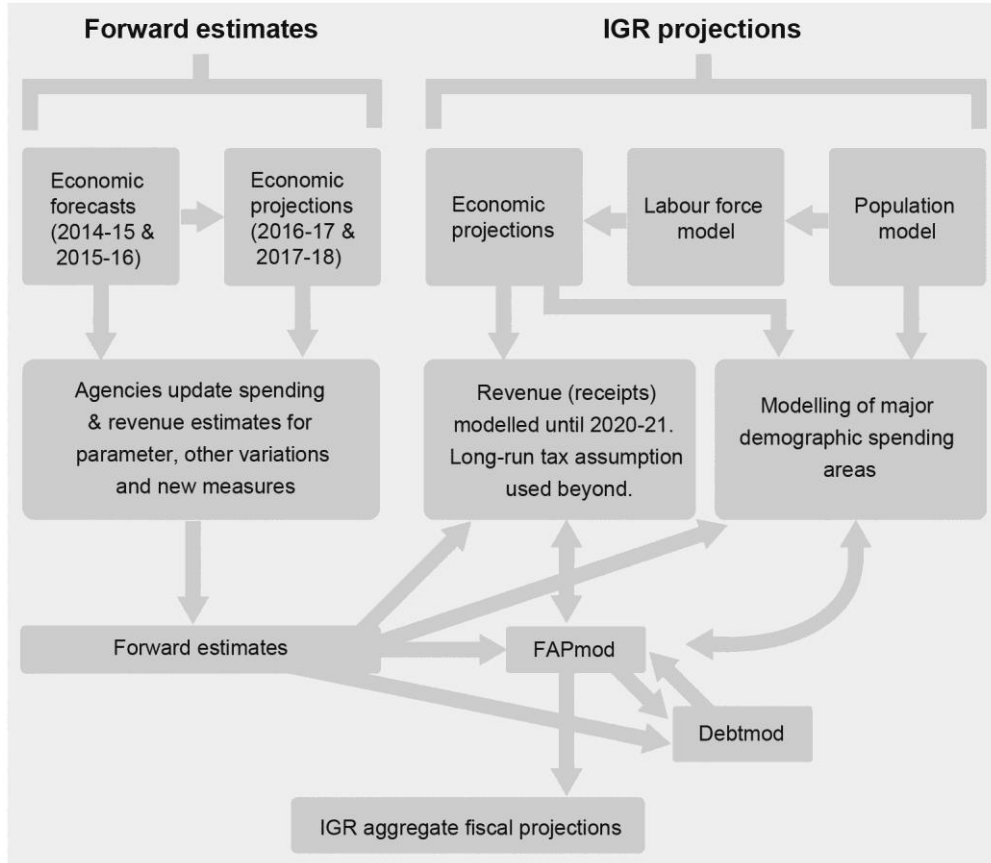 Forward estimates
IGR projections
Economic
forecasts
(2014-15 &
2015-16)
Economic
projections
(2016-17 &
2017-18)
Economic
projections
Labour force
model
Population
model
Agencies update spending
& revenue estimates for
parameter, other variations
and new measures
Revenue (receipts)
modelled until 2020-21.
Long-run tax assumption
used beyond.
Modelling of major
demographic spending
areas
Forward estimates
FAPmod
Debtmod
IGR aggregate fiscal projections